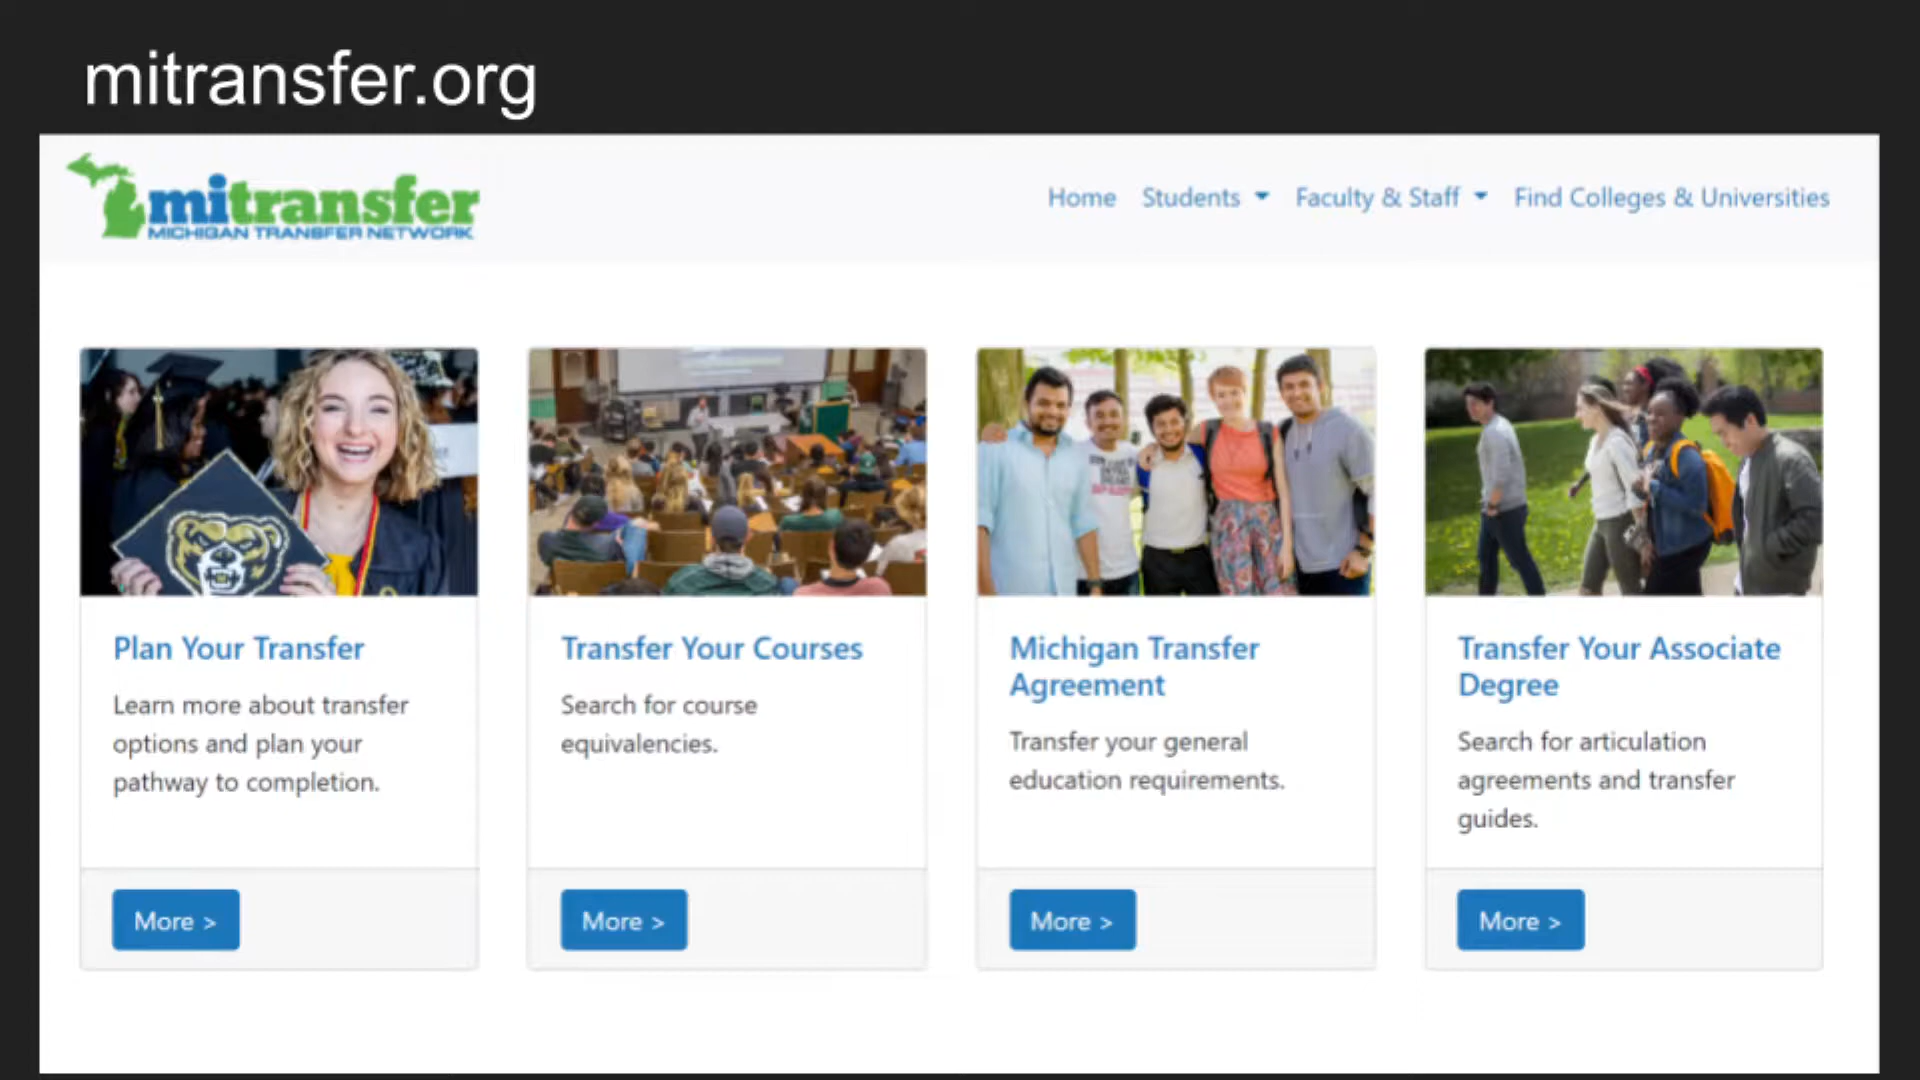 mitransfer.org
mitransfer
MICHIGAN TRANSFER NETWORK
Home Students Faculty & Staff Find Colleges & Universities
Plan Your Transfer
Learn more about transfer
options and plan your
pathway to completion.
More >
Transfer Your Courses
Search for course
equivalencies.
More >
Michigan Transfer
Agreement
Transfer your general
education requirements.
More >
Transfer Your Associate
Degree
Search for articulation
agreements and transfer
guides.
More >